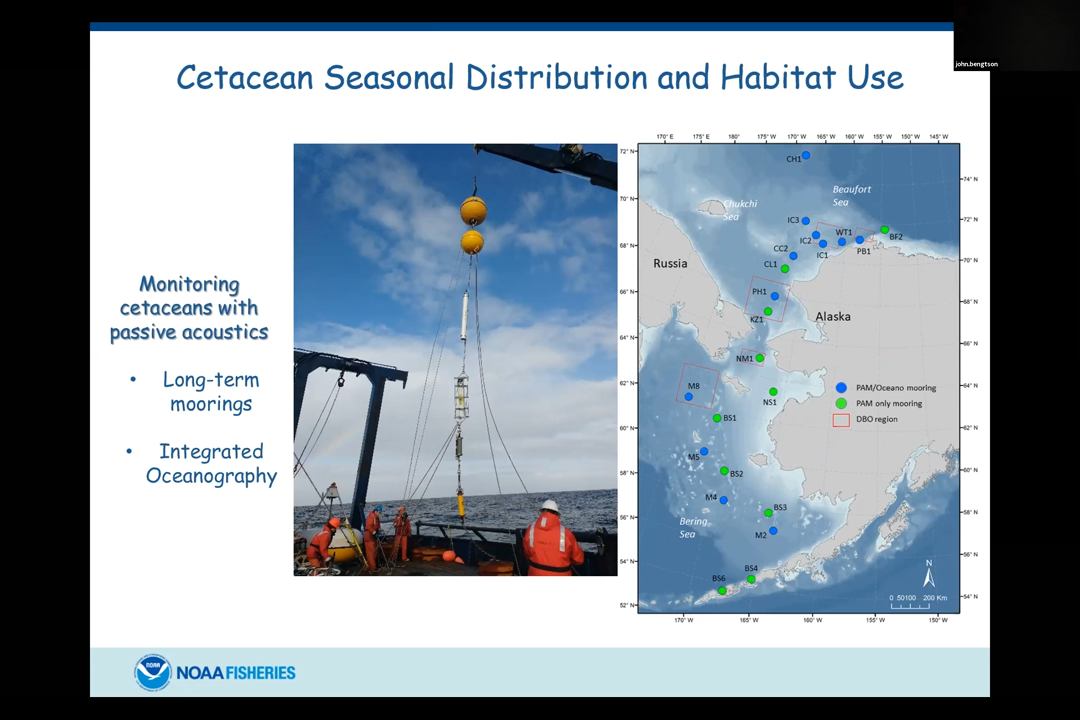 john.bengtson
Cetacean Seasonal Distribution and Habitat Use
Monitoring
cetaceans with
passive acoustics
• Long-term
moorings
• Integrated
Oceanography
170° E 175° E 180° 175° W 170° W 165° W 160° W 155° W 150° W 145° W
72° N
70° N
68° N
66° N
64° N
62° N
60° N
58° N
56° N
54° N
52° N
CH1
Beaufort
Sea
Chukchi
Sea
IC3
WT1
BF2
IC2
IC1
PB1
CC2
CL1
Russia
PH1
KZ1
Alaska
NM1
M8
NS1
BS1
M5
BS2
M4
BS3
M2
Bering
Sea
BS4
BS6
PAM/Oceano mooring
PAM only mooring
DBO region
N
0 50100 200 Km
74° N
72° N
70° N
68° N
66° N
64° N
62° N
60° N
58° N
56° N
54° N
170° W 165° W 160° W 155° W 150° W
NOAA
NOAA FISHERIES